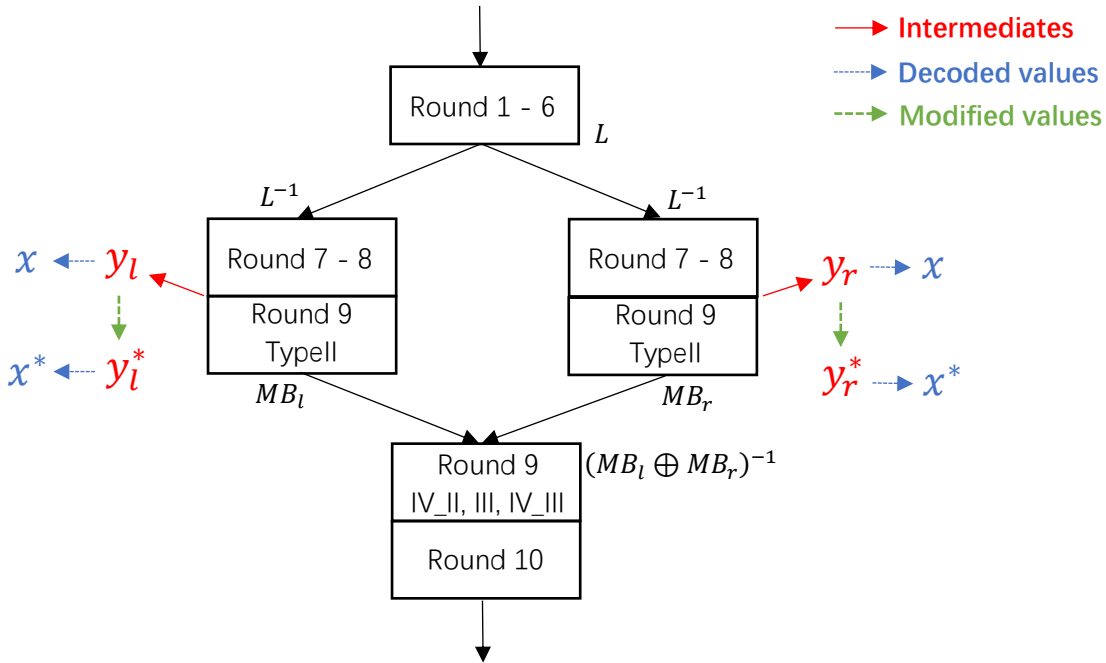 Intermediates
Decoded values
Modified values
Round 1 - 6
L
L⁻¹
L⁻¹
Round 7 - 8
Round 7 - 8
x y_l
y_r x
Round 9
TypeII
Round 9
TypeII
x* y_l*
y_r* x*
MB_l
MB_r
Round 9
IV_II, III, IV_III
(MB_l ⊕ MB_r)⁻¹
Round 10